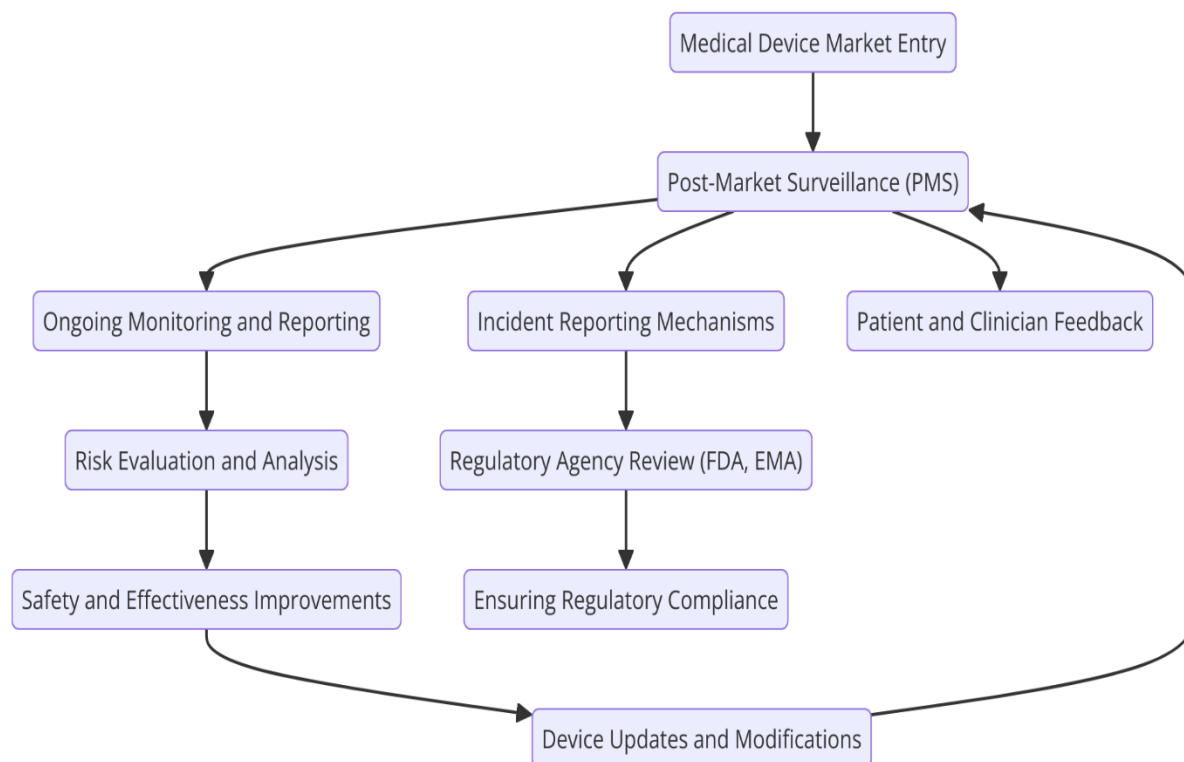 Medical Device Market Entry
Post-Market Surveillance (PMS)
Ongoing Monitoring and Reporting
Incident Reporting Mechanisms
Patient and Clinician Feedback
Risk Evaluation and Analysis
Regulatory Agency Review (FDA, EMA)
Safety and Effectiveness Improvements
Ensuring Regulatory Compliance
Device Updates and Modifications